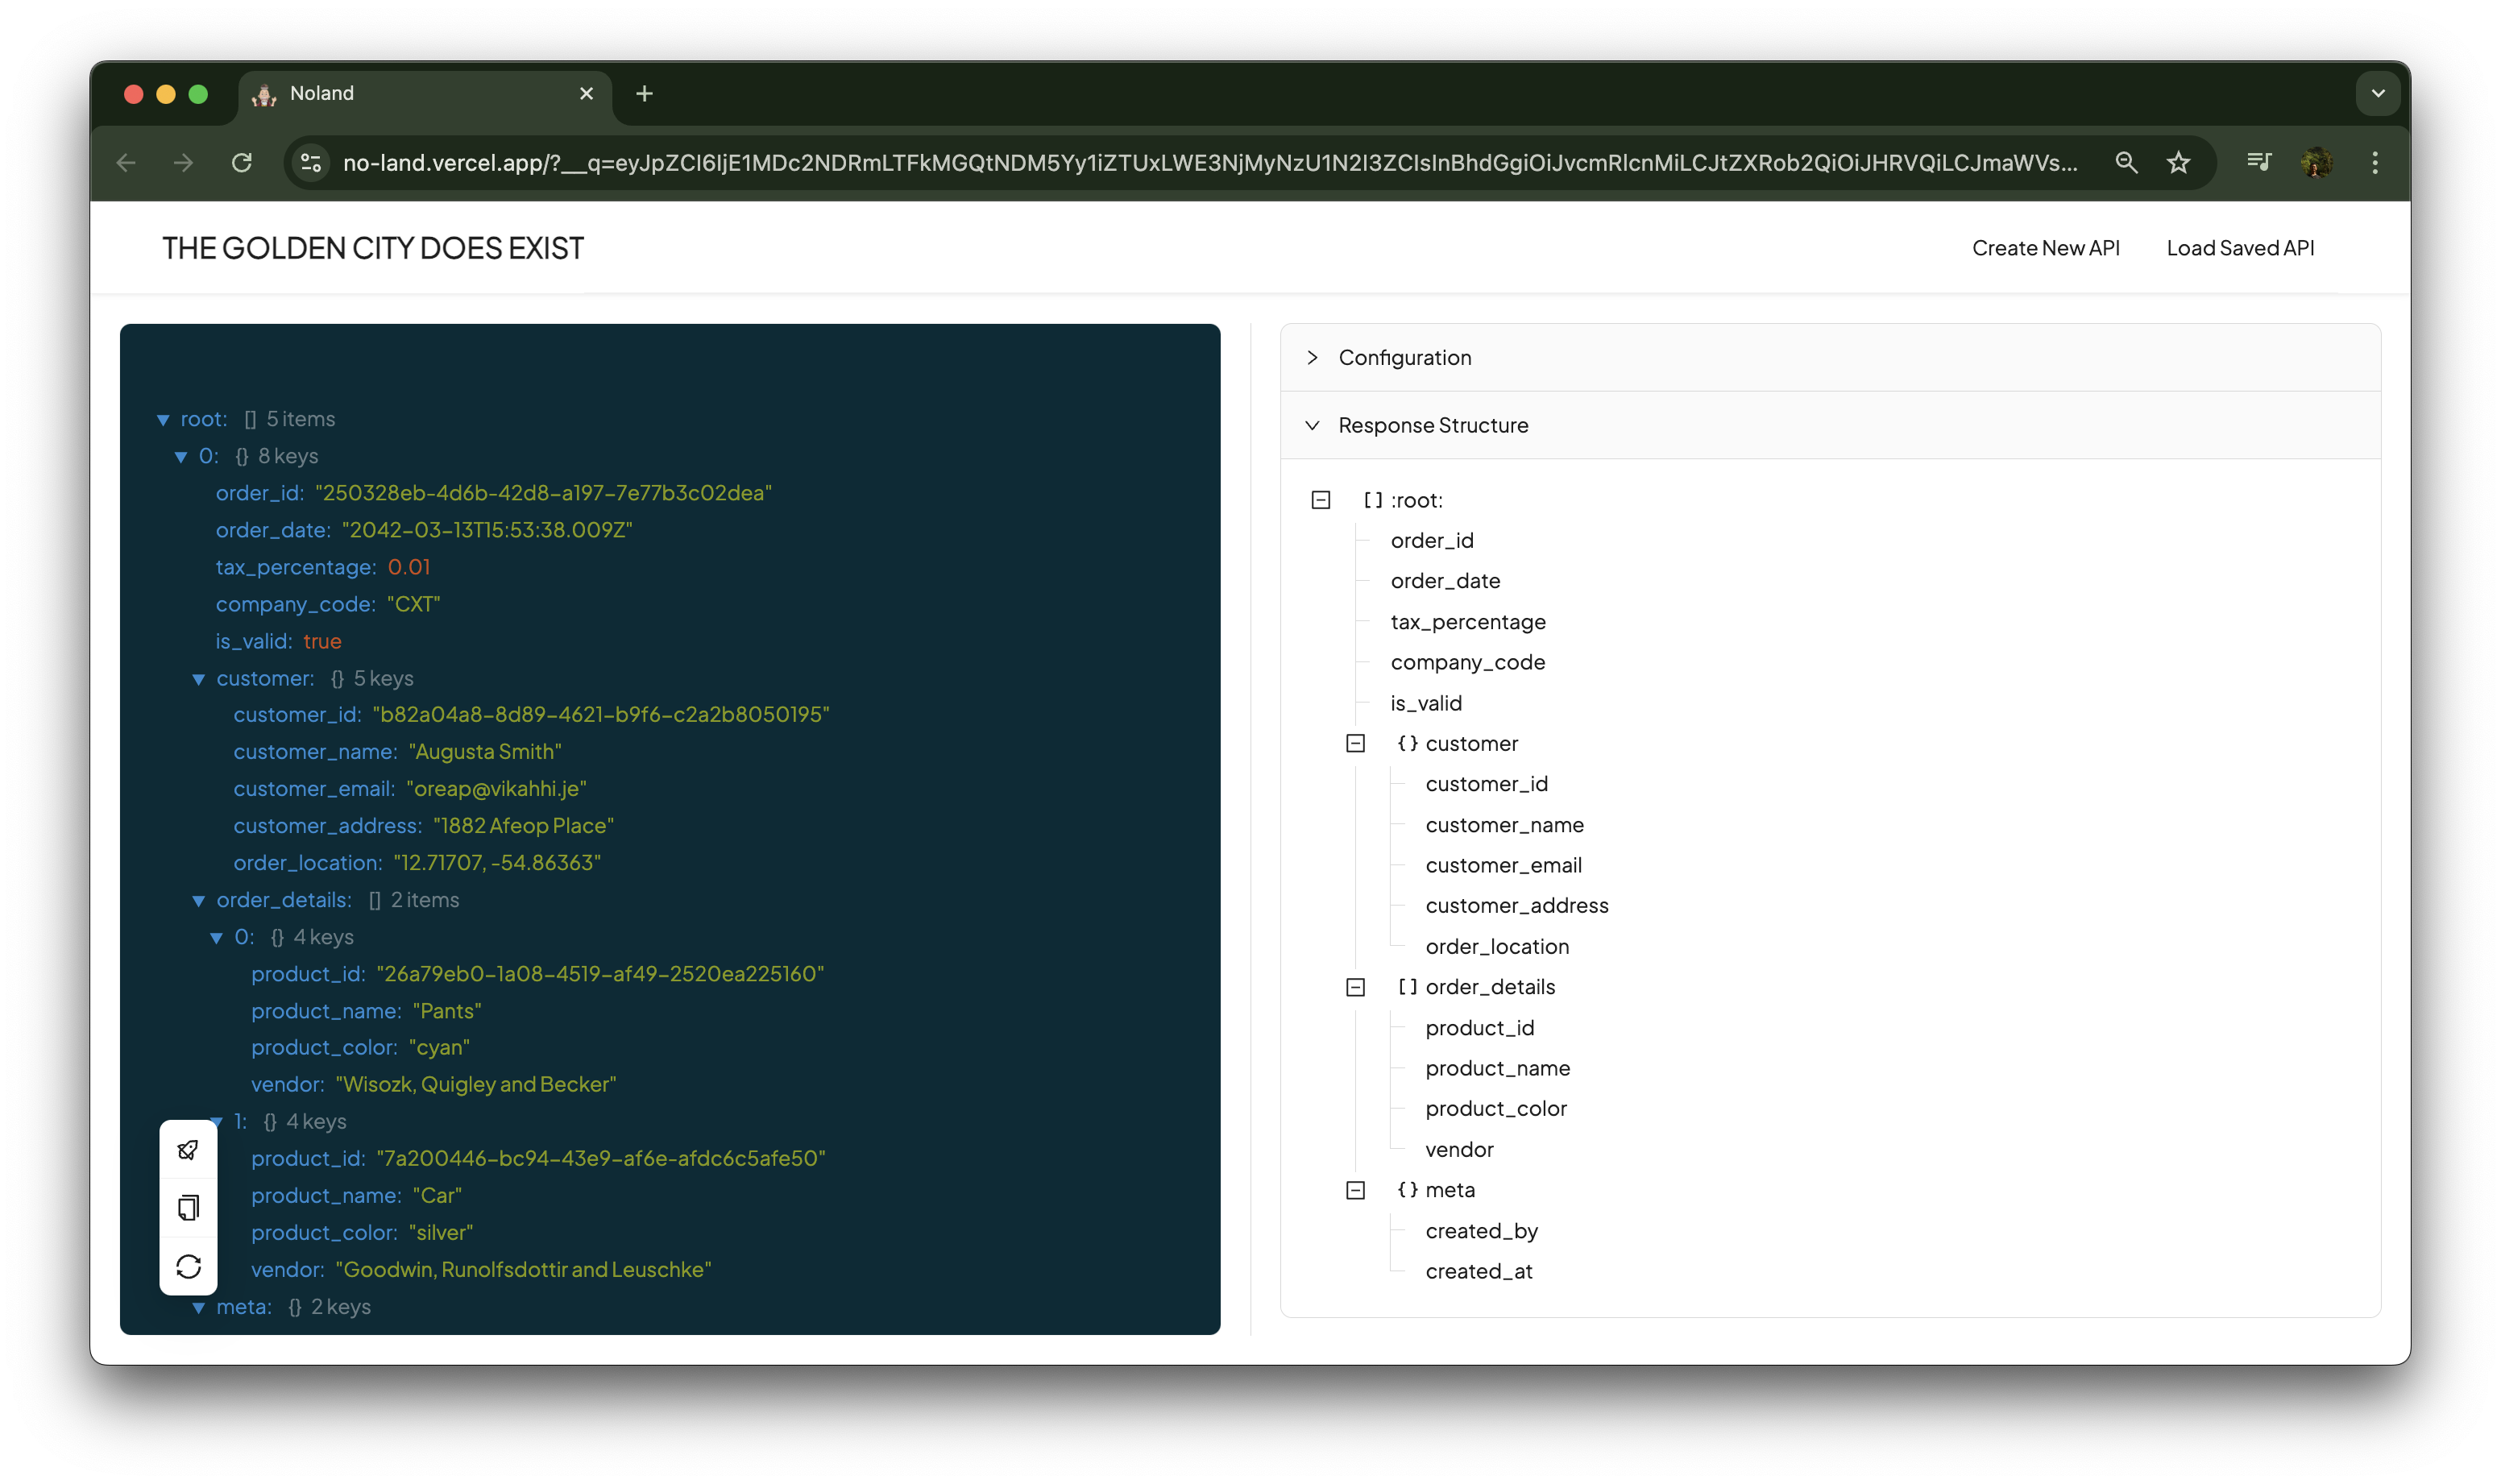 Noland
no-land.vercel.app/?__q=eyJpZCI6IjE1MDc2NDRmLTFkMGQtNDM5Yy1iZTUxLWE3NjMyNzU1N2I3ZCIsInBhdGgiOiJvcmRlcnMiLCJtZXRob2QiOiJHRVQiLCJmaWVs...
THE GOLDEN CITY DOES EXIST
Create New API
Load Saved API
root: [] 5 items
0: {} 8 keys
order_id: "250328eb-4d6b-42d8-a197-7e77b3c02dea"
order_date: "2042-03-13T15:53:38.009Z"
tax_percentage: 0.01
company_code: "CXT"
is_valid: true
customer: {} 5 keys
customer_id: "b82a04a8-8d89-4621-b9f6-c2a2b8050195"
customer_name: "Augusta Smith"
customer_email: "oreap@vikahhi.je"
customer_address: "1882 Afeop Place"
order_location: "12.71707, -54.86363"
order_details: [] 2 items
0: {} 4 keys
product_id: "26a79eb0-1a08-4519-af49-2520ea225160"
product_name: "Pants"
product_color: "cyan"
vendor: "Wisozk, Quigley and Becker"
1: {} 4 keys
product_id: "7a200446-bc94-43e9-af6e-afdc6c5afe50"
product_name: "Car"
product_color: "silver"
vendor: "Goodwin, Runolfsdottir and Leuschke"
meta: {} 2 keys
Configuration
Response Structure
[] :root:
order_id
order_date
tax_percentage
company_code
is_valid
{} customer
customer_id
customer_name
customer_email
customer_address
order_location
[] order_details
product_id
product_name
product_color
vendor
{} meta
created_by
created_at